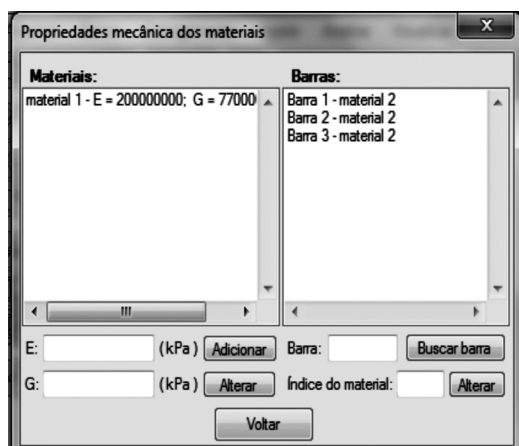 Propriedades mecânica dos materiais
x
Materiais:
Barras:
material 1 - E = 200000000; G = 77000
Barra 1 - material 2
Barra 2 - material 2
Barra 3 - material 2
E: (kPa) Adicionar
Barra: Buscar barra
G: (kPa) Alterar
Índice do material: Alterar
Voltar